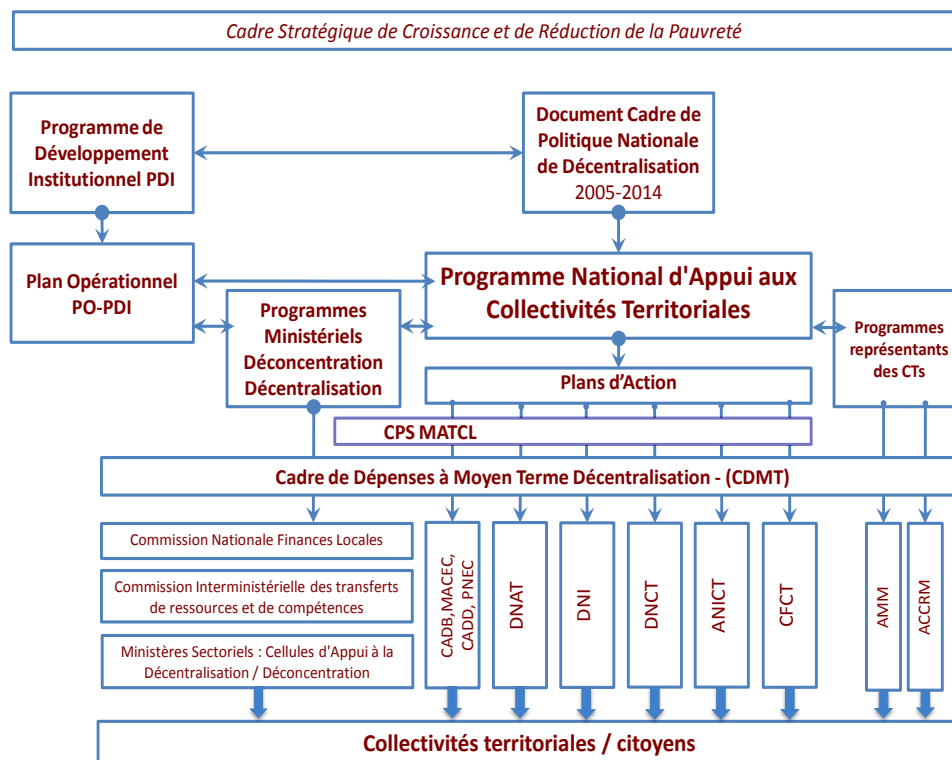 Cadre Stratégique de Croissance et de Réduction de la Pauvreté
Programme de
Développement
Institutionnel PDI
Document Cadre de
Politique Nationale
de Décentralisation
2005-2014
Plan Opérationnel
PO-PDI
Programme National d'Appui aux
Collectivités Territoriales
Programmes
Ministériels
Déconcentration
Décentralisation
Programmes
représentants
des CTs
Plans d’Action
CPS MATCL
Cadre de Dépenses à Moyen Terme Décentralisation - (CDMT)
Commission Nationale Finances Locales
Commission Interministérielle des transferts
de ressources et de compétences
Ministères Sectoriels : Cellules d'Appui à la
Décentralisation / Déconcentration
CADB,MACEC,
CADD, PNEC
DNAT
DNI
DNCT
ANICT
CFCT
AMM
ACCRM
Collectivités territoriales / citoyens